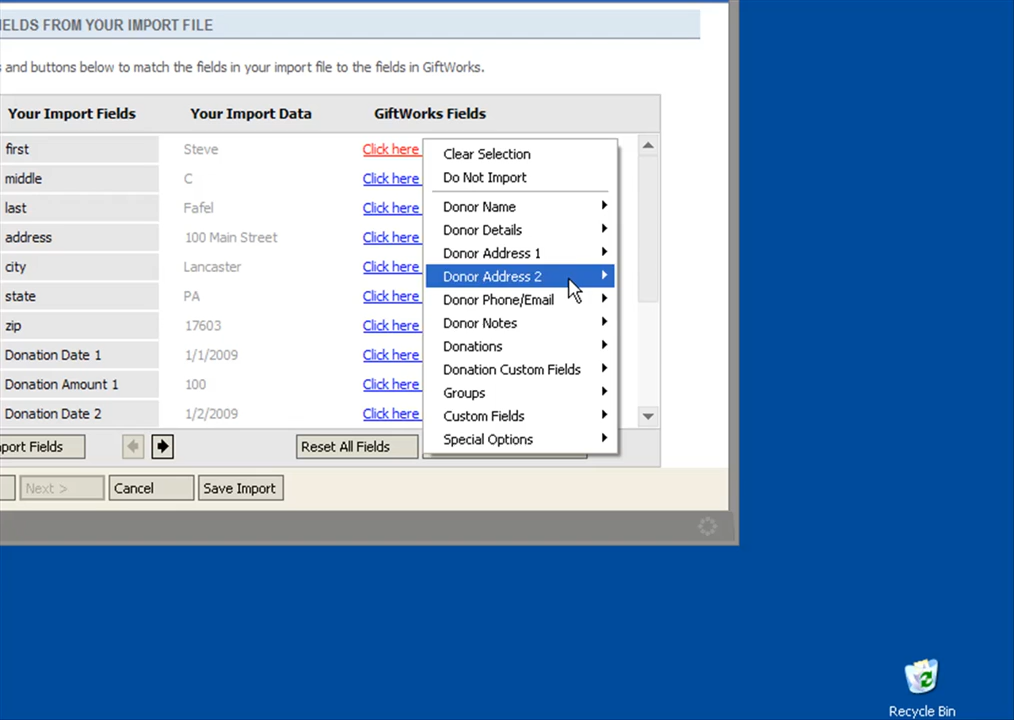 IELDS FROM YOUR IMPORT FILE
and buttons below to match the fields in your import file to the fields in GiftWorks.
Your Import Fields Your Import Data GiftWorks Fields
first Steve Click here
middle C Click here
last Fafel Click here
address 100 Main Street Click here
city Lancaster Click here
state PA Click here
zip 17603 Click here
Donation Date 1 1/1/2009 Click here
Donation Amount 1 100 Click here
Donation Date 2 1/2/2009 Click here
Clear Selection
Do Not Import
Donor Name
Donor Details
Donor Address 1
Donor Address 2
Donor Phone/Email
Donor Notes
Donations
Donation Custom Fields
Groups
Custom Fields
Special Options
port Fields Reset All Fields
Next > Cancel Save Import
Recycle Bin